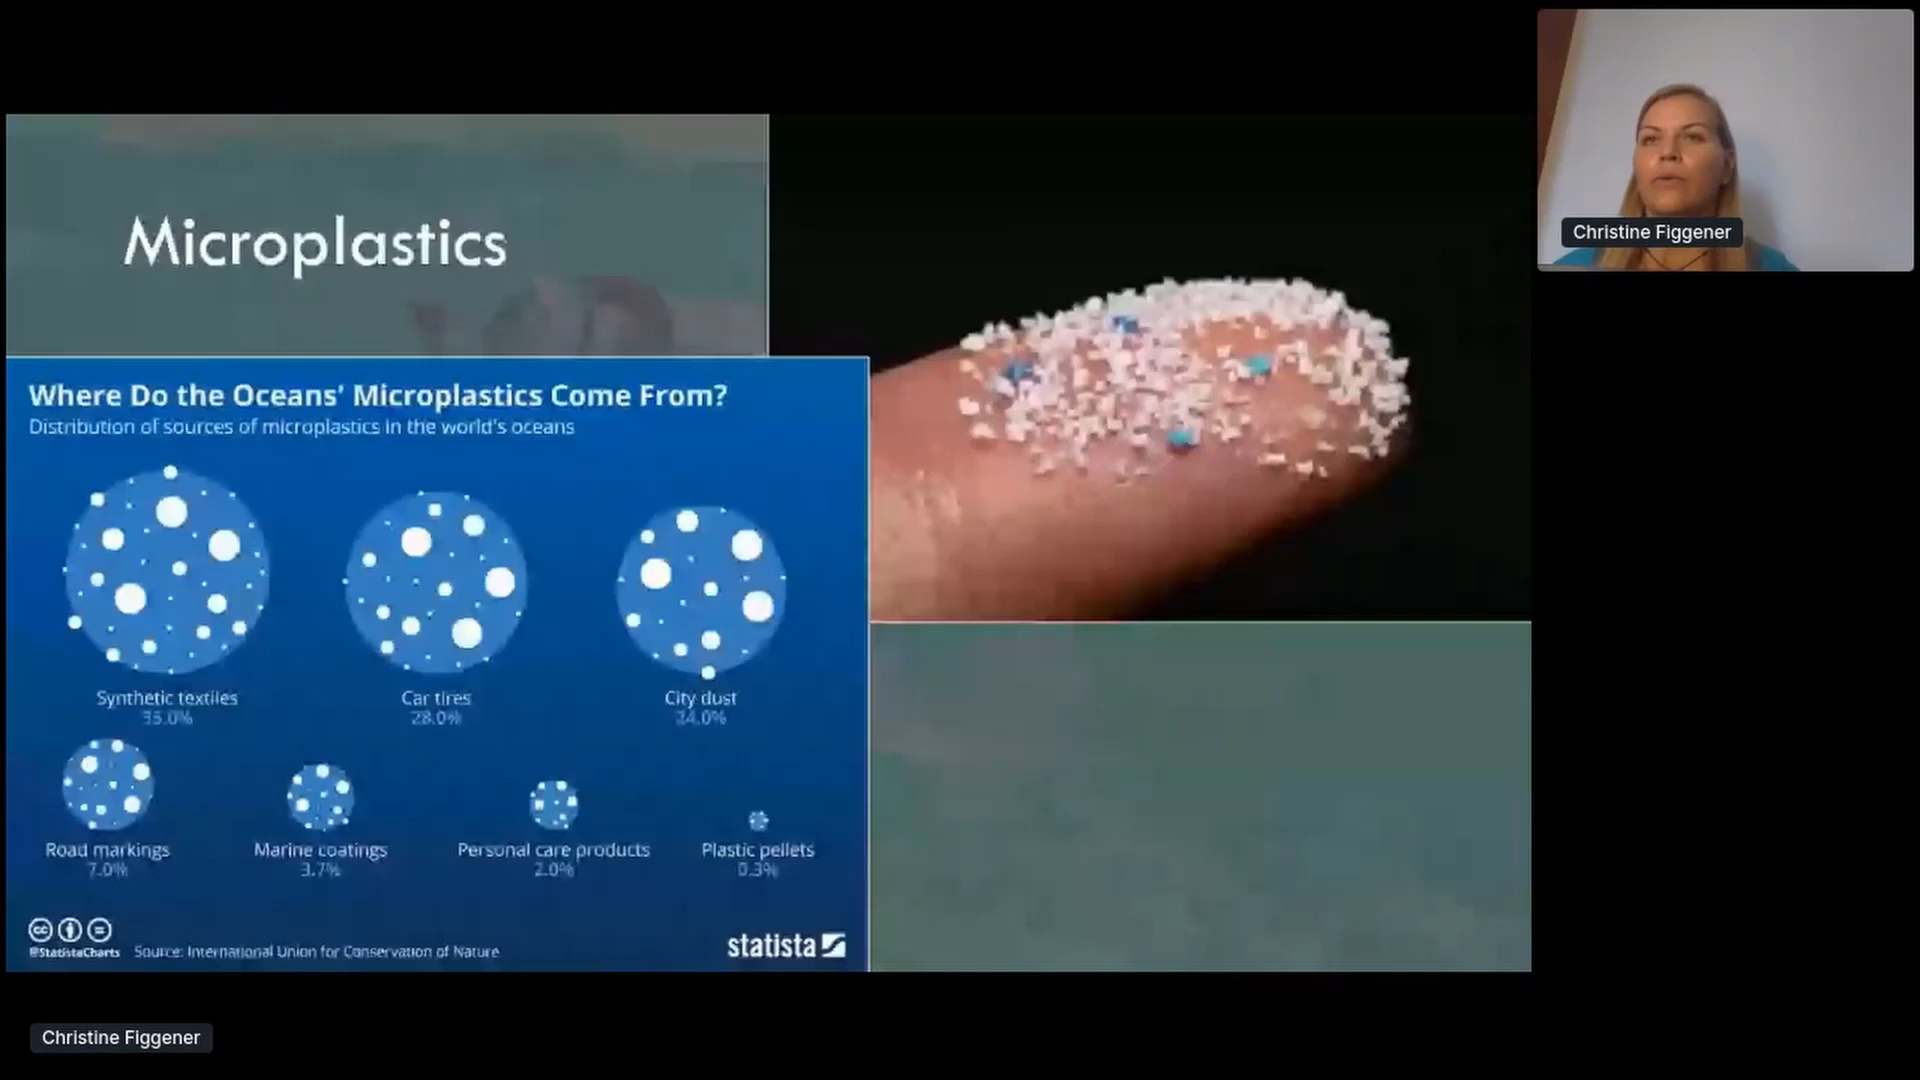 Microplastics
Where Do the Oceans' Microplastics Come From?
Distribution of sources of microplastics in the world's oceans
Synthetic textiles
Car tires
28.0%
City dust
24.0%
Road markings
7.0%
Marine coatings
3.7%
Personal care products
2.0%
Plastic pellets
0.3%
@StatistaCharts
Source: International Union for Conservation of Nature
statista
Christine Figgener
Christine Figgener